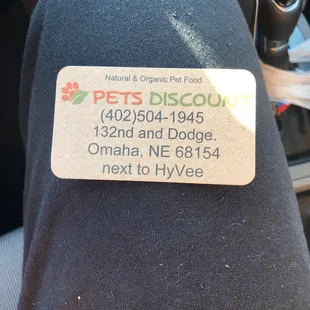 Natural & Organic Pet Food
PETS DISCOUNT
(402)504-1945
132nd and Dodge.
Omaha, NE 68154
next to HyVee